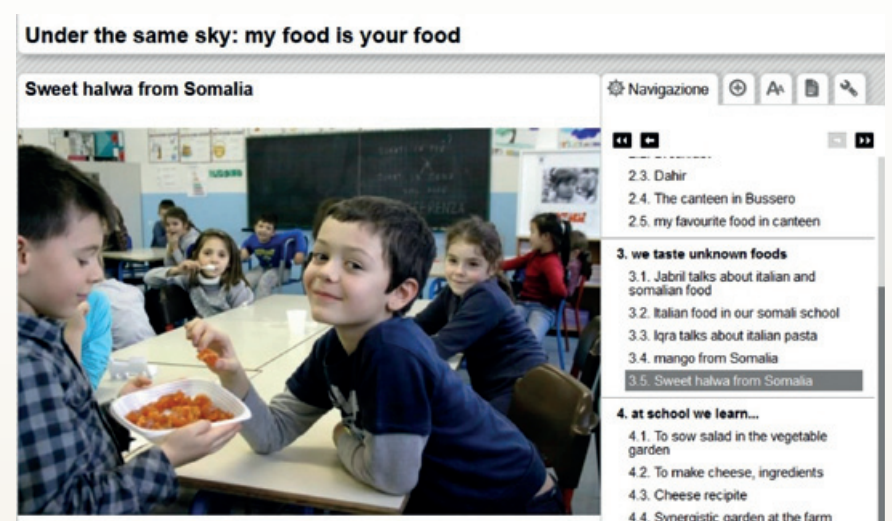 Under the same sky: my food is your food
Sweet halwa from Somalia
Navigazione
2.3. Dahir
2.4. The canteen in Bussero
2.5. my favourite food in canteen
3. we taste unknown foods
3.1. Jabril talks about italian and
somalian food
3.2. Italian food in our somali school
3.3. Iqra talks about italian pasta
3.4. mango from Somalia
3.5. Sweet halwa from Somalia
4. at school we learn...
4.1. To sow salad in the vegetable
garden
4.2. To make cheese, ingredients
4.3. Cheese recipite
4.4. Synergistic garden at the farm